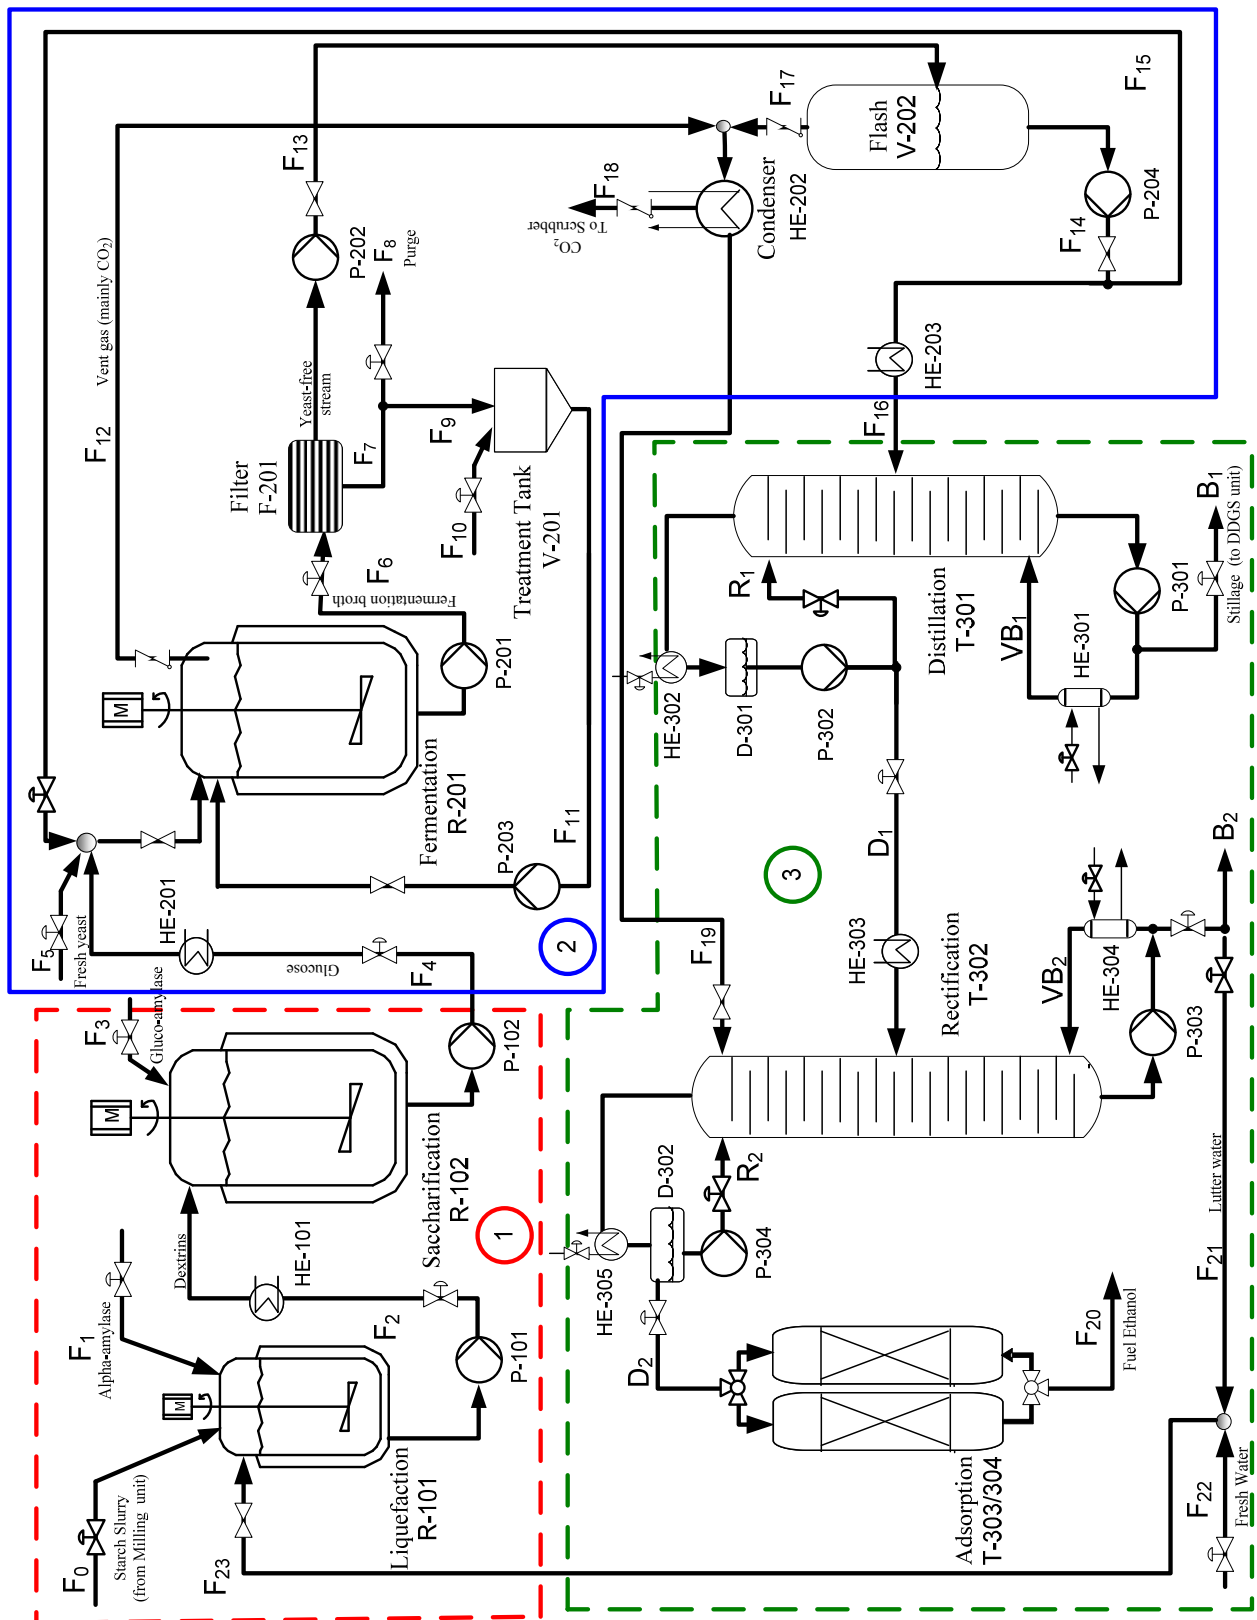 F0
Starch Slurry
(from Milling unit)
F1
Alpha-amylase
M
Liquefaction
R-101
F23
P-101
F2
HE-101
Dextrins
M
F3
Gluco-amylase
Saccharification
R-102
P-102
1
F4
Glucose
HE-201
F5
Fresh yeast
M
Fermentation
R-201
P-203
F11
2
P-201
F6
Fermentation broth
Filter
F-201
F7
F8
Purge
F9
F10
Treatment Tank
V-201
Yeast-free
stream
P-202
F13
F12
Vent gas (mainly CO2)
F18
CO2
To Scrubber
Condenser
HE-202
F17
Flash
V-202
P-204
F14
F15
HE-203
F16
Distillation
T-301
R1
HE-302
D-301
P-302
VB1
HE-301
P-301
B1
Stillage (to DDGS unit)
D1
HE-303
3
F19
Rectification
T-302
VB2
HE-304
P-303
B2
R2
D-302
P-304
HE-305
D2
Adsorption
T-303/304
F20
Fuel Ethanol
F21
Lutter water
F22
Fresh Water